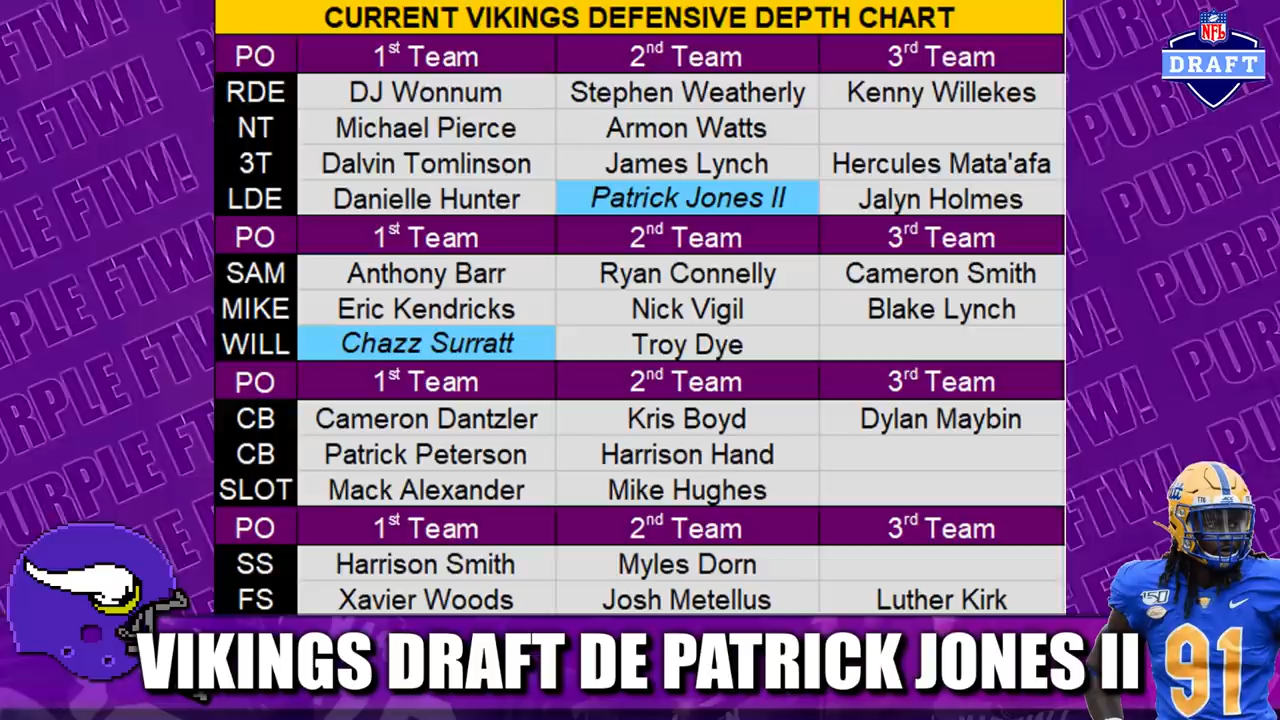 CURRENT VIKINGS DEFENSIVE DEPTH CHART
PO 1st Team 2nd Team 3rd Team
RDE DJ Wonnum Stephen Weatherly Kenny Willekes
NT Michael Pierce Armon Watts
3T Dalvin Tomlinson James Lynch Hercules Mata'afa
LDE Danielle Hunter Patrick Jones II Jalyn Holmes
PO 1st Team 2nd Team 3rd Team
SAM Anthony Barr Ryan Connelly Cameron Smith
MIKE Eric Kendricks Nick Vigil Blake Lynch
WILL Chazz Surratt Troy Dye
PO 1st Team 2nd Team 3rd Team
CB Cameron Dantzler Kris Boyd Dylan Maybin
CB Patrick Peterson Harrison Hand
SLOT Mack Alexander Mike Hughes
PO 1st Team 2nd Team 3rd Team
SS Harrison Smith Myles Dorn
FS Xavier Woods Josh Metellus Luther Kirk
VIKINGS DRAFT DE PATRICK JONES II
NFL
DRAFT
PURPLE FTW!
150
91